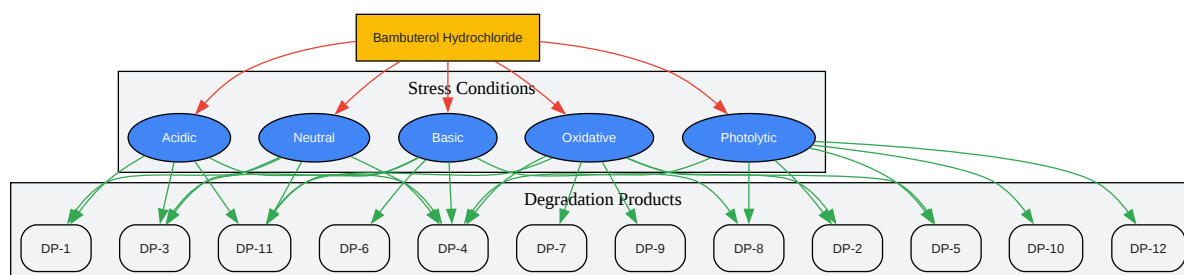 Bambuterol Hydrochloride
Stress Conditions
Acidic
Neutral
Basic
Oxidative
Photolytic
Degradation Products
DP-1
DP-3
DP-11
DP-6
DP-4
DP-7
DP-9
DP-8
DP-2
DP-5
DP-10
DP-12